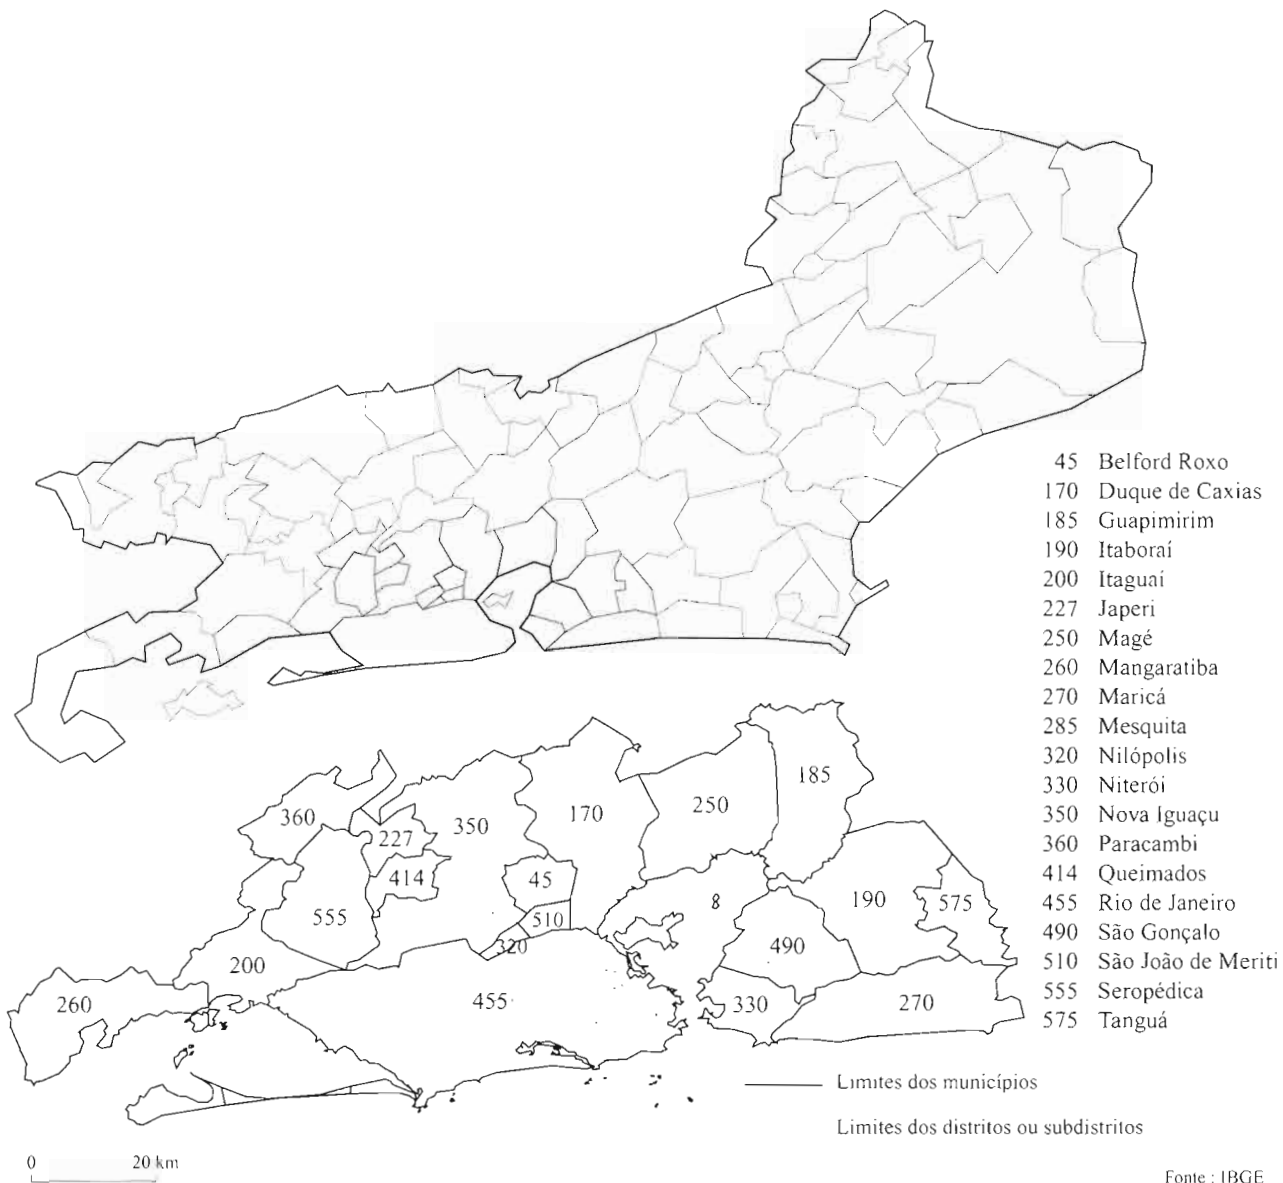 45 Belford Roxo
170 Duque de Caxias
185 Guapimirim
190 Itaboraí
200 Itaguaí
227 Japeri
250 Magé
260 Mangaratiba
270 Maricá
285 Mesquita
320 Nilópolis
330 Niterói
350 Nova Iguaçu
360 Paracambi
414 Queimados
455 Rio de Janeiro
490 São Gonçalo
510 São João de Meriti
555 Seropédica
575 Tanguá
185
360
227
350
170
250
414
45
8
190
575
555
510
320
490
200
260
455
330
270
Limites dos municípios
Limites dos distritos ou subdistritos
0 20 km
Fonte : IBGE